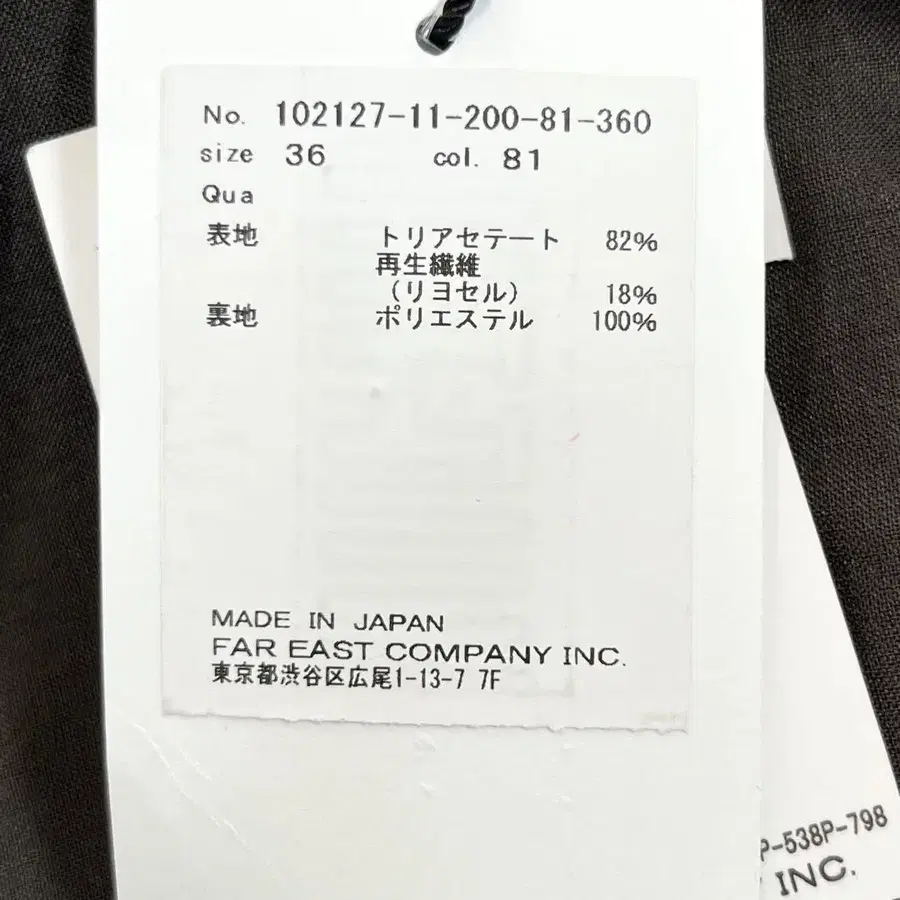 No. 102127-11-200-81-360
size 36 col. 81
Qua
表地 トリアセテート 82%
再生繊維
(リヨセル) 18%
裏地 ポリエステル 100%
MADE IN JAPAN
FAR EAST COMPANY INC.
東京都渋谷区広尾1-13-7 7F
P-538P-798
INC.